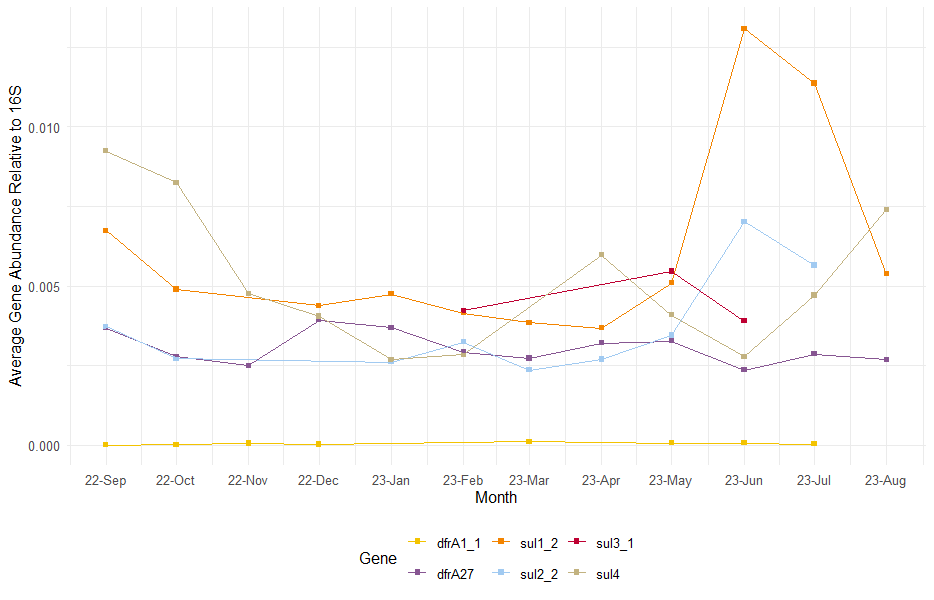 Average Gene Abundance Relative to 16S
0.010
0.005
0.000
22-Sep 22-Oct 22-Nov 22-Dec 23-Jan 23-Feb 23-Mar 23-Apr 23-May 23-Jun 23-Jul 23-Aug
Month
Gene
dfrA1_1 sul1_2 sul3_1
dfrA27 sul2_2 sul4